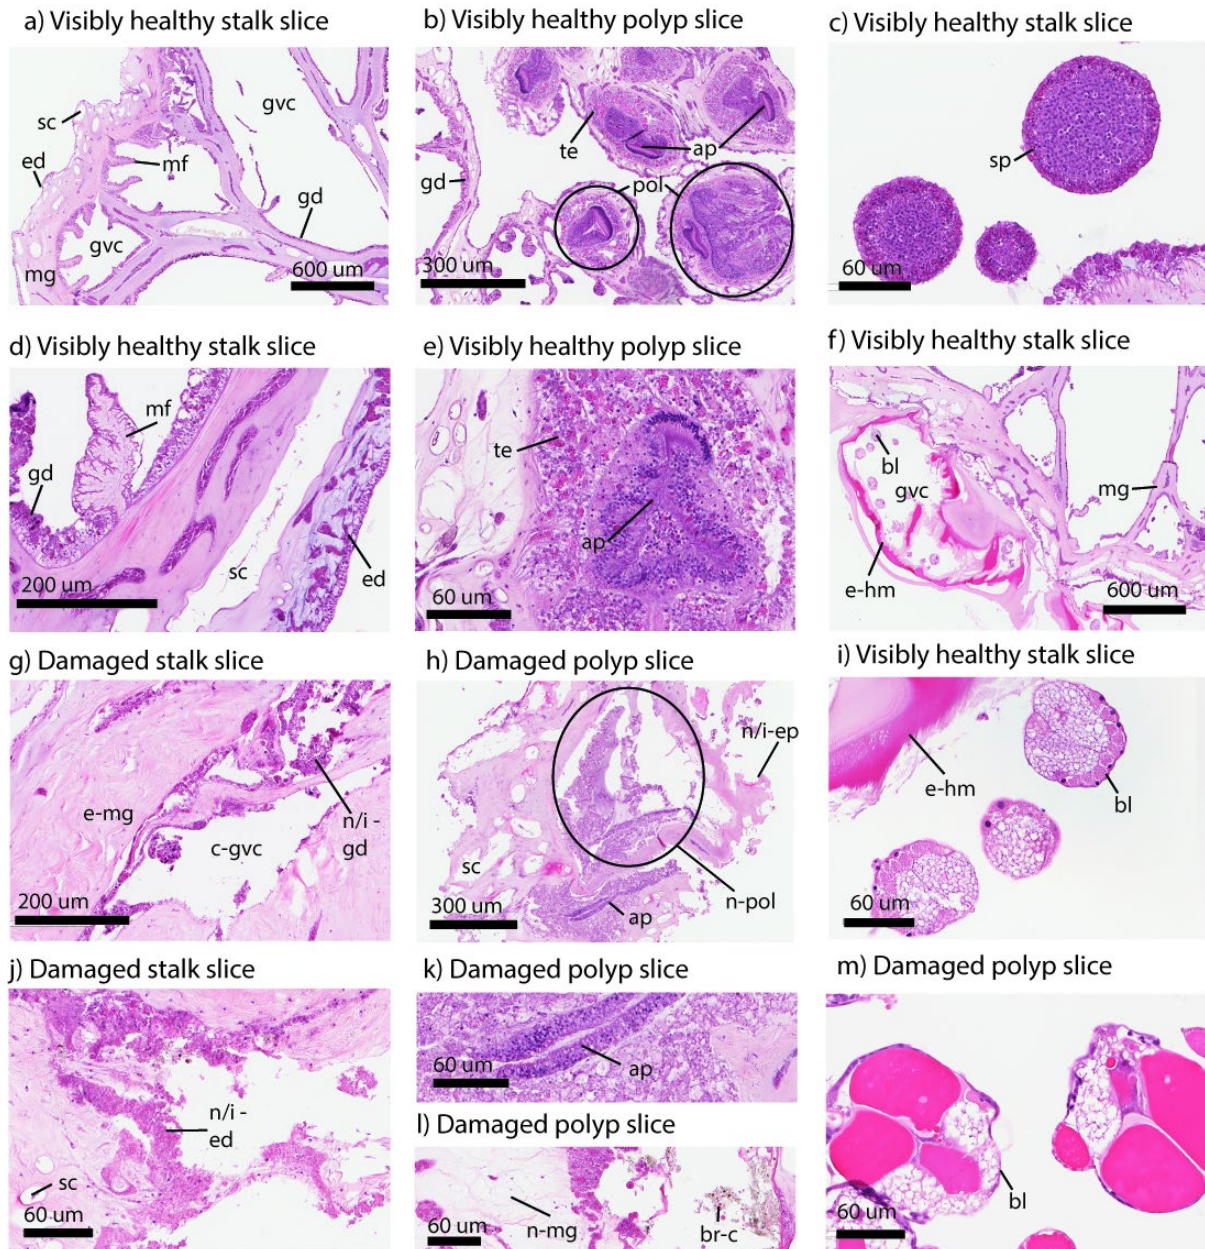 a) Visibly healthy stalk slice
gvc
sc
ed
mf
gd
gvc
mg
600 um
b) Visibly healthy polyp slice
te
ap
gd
pol
300 um
c) Visibly healthy stalk slice
sp
60 um
d) Visibly healthy stalk slice
mf
gd
sc
ed
200 um
e) Visibly healthy polyp slice
te
ap
60 um
f) Visibly healthy stalk slice
bl
gvc
mg
e-hm
600 um
g) Damaged stalk slice
e-mg
n/i -
gd
c-gvc
200 um
h) Damaged polyp slice
n/i-ep
sc
n-pol
ap
300 um
i) Visibly healthy stalk slice
e-hm
bl
60 um
j) Damaged stalk slice
n/i -
ed
sc
60 um
k) Damaged polyp slice
60 um
ap
l) Damaged polyp slice
n-mg
br-c
60 um
m) Damaged polyp slice
bl
60 um